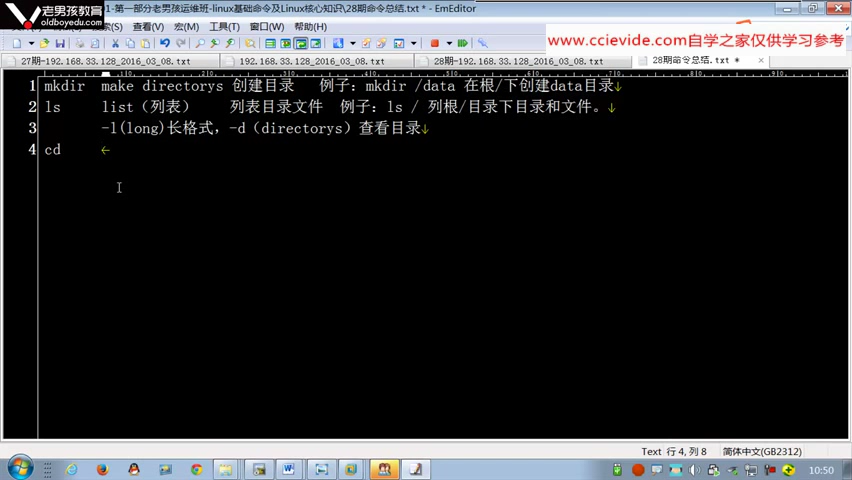 1-第一部分老男孩运维班-linux基础命令及Linux核心知识\28期命令总结.txt * - EmEditor
老男孩教育
oldboyedu.com
搜索(S) 查看(V) 宏(M) 工具(T) 窗口(W) 帮助(H)
www.ccievide.com自学之家仅供学习参考
27期-192.168.33.128_2016_03_08.txt 192.168.33.128_2016_03_08.txt 28期-192.168.33.128_2016_03_08.txt 28期命令总结.txt *
1 mkdir make directorys 创建目录 例子：mkdir /data 在根/下创建data目录↓
2 ls list（列表） 列表目录文件 例子：ls / 列根/目录下目录和文件。↓
3 -l(long)长格式，-d（directorys）查看目录↓
4 cd ←
Text 行 4, 列 8 简体中文(GB2312)
10:50